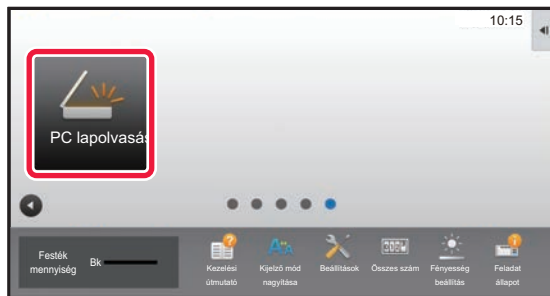 10:15
PC lapolvasás
Festék
mennyiség
Bk
Kezelési
útmutató
Kijelző mód
nagyítása
Beállítások
Összes szám
Fényesség
beállítás
Feladat
állapot